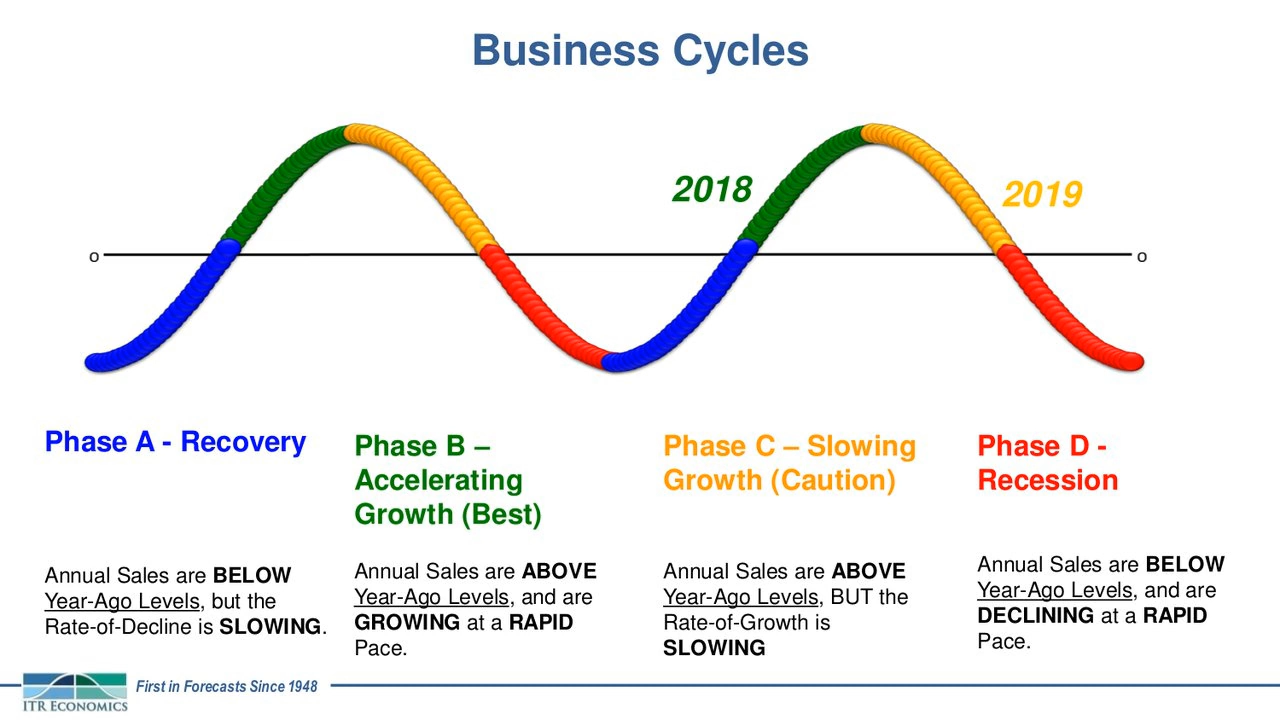 Business Cycles
2018
2019
o
o
Phase A - Recovery
Annual Sales are BELOW
Year-Ago Levels, but the
Rate-of-Decline is SLOWING.
Phase B –
Accelerating
Growth (Best)
Annual Sales are ABOVE
Year-Ago Levels, and are
GROWING at a RAPID
Pace.
Phase C – Slowing
Growth (Caution)
Annual Sales are ABOVE
Year-Ago Levels, BUT the
Rate-of-Growth is
SLOWING
Phase D -
Recession
Annual Sales are BELOW
Year-Ago Levels, and are
DECLINING at a RAPID
Pace.
ITR ECONOMICS
First in Forecasts Since 1948